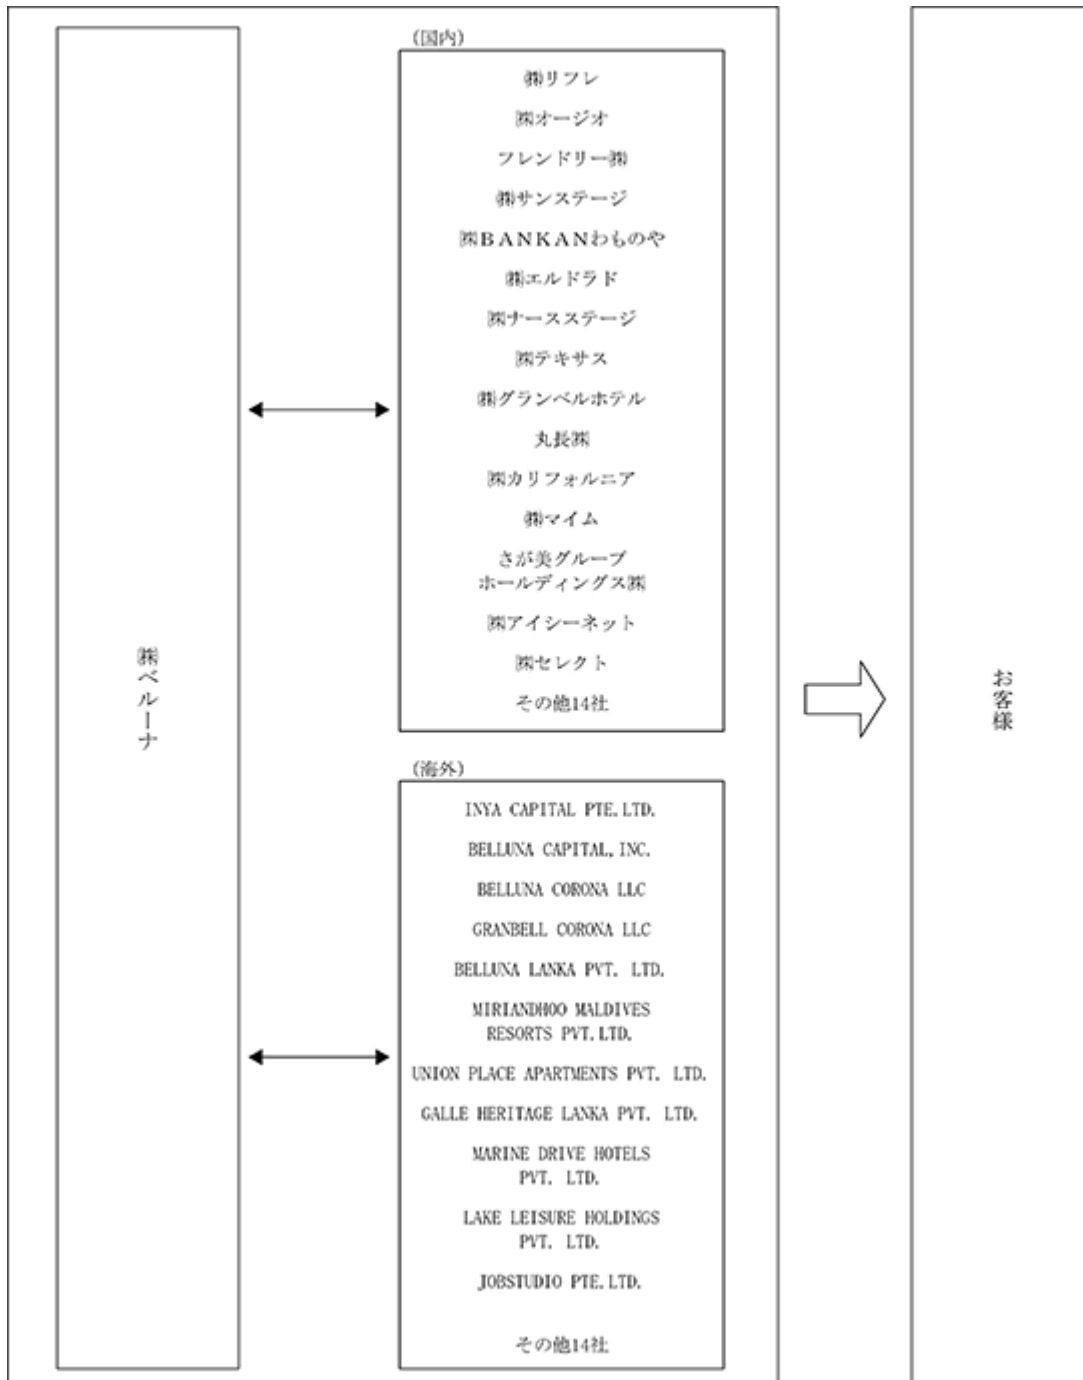 ㈱ベルーナ
(国内)
㈱リフレ
㈱オージオ
フレンドリー㈱
㈱サンステージ
㈱ＢＡＮＫＡＮわものや
㈱エルドラド
㈱ナースステージ
㈱テキサス
㈱グランベルホテル
丸長㈱
㈱カリフォルニア
㈱マイム
さが美グループ
ホールディングス㈱
㈱アイシーネット
㈱セレクト
その他14社
(海外)
INYA CAPITAL PTE.LTD.
BELLUNA CAPITAL,INC.
BELLUNA CORONA LLC
GRANBELL CORONA LLC
BELLUNA LANKA PVT. LTD.
MIRIANDHOO MALDIVES
RESORTS PVT.LTD.
UNION PLACE APARTMENTS PVT. LTD.
GALLE HERITAGE LANKA PVT. LTD.
MARINE DRIVE HOTELS
PVT. LTD.
LAKE LEISURE HOLDINGS
PVT. LTD.
JOBSTUDIO PTE.LTD.
その他14社
お客様